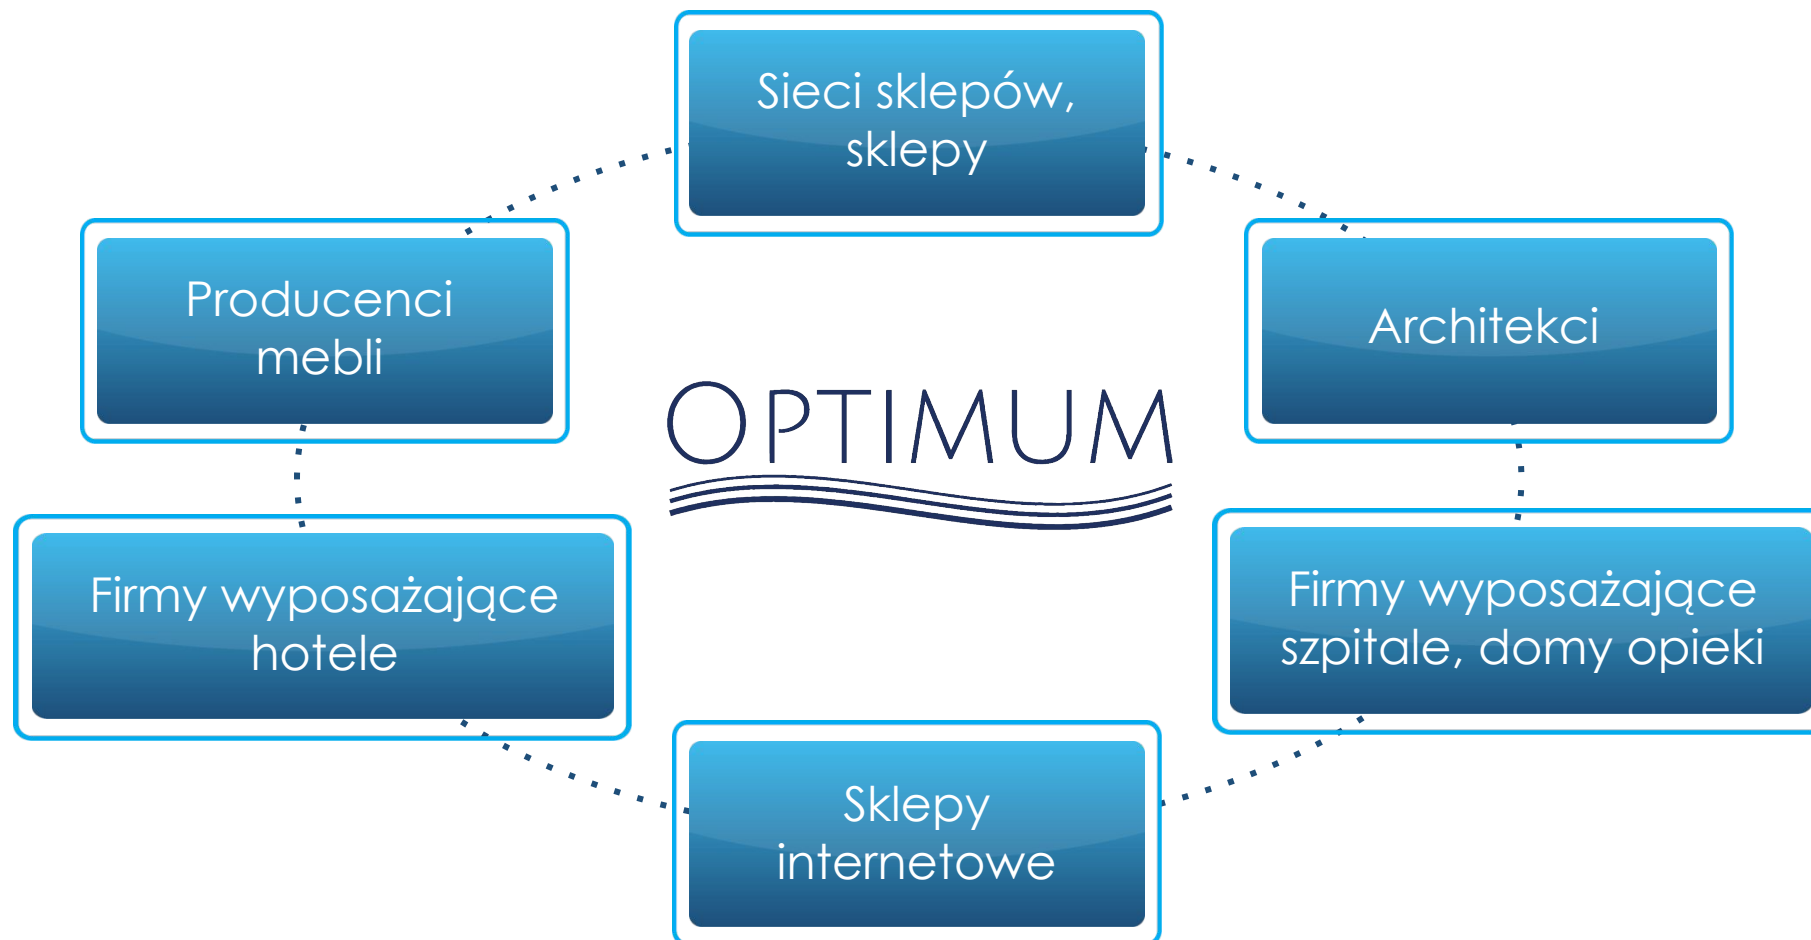 Sieci sklepów,
sklepy
Producenci
mebli
Architekci
OPTIMUM
Firmy wyposażające
hotele
Firmy wyposażające
szpitale, domy opieki
Sklepy
internetowe